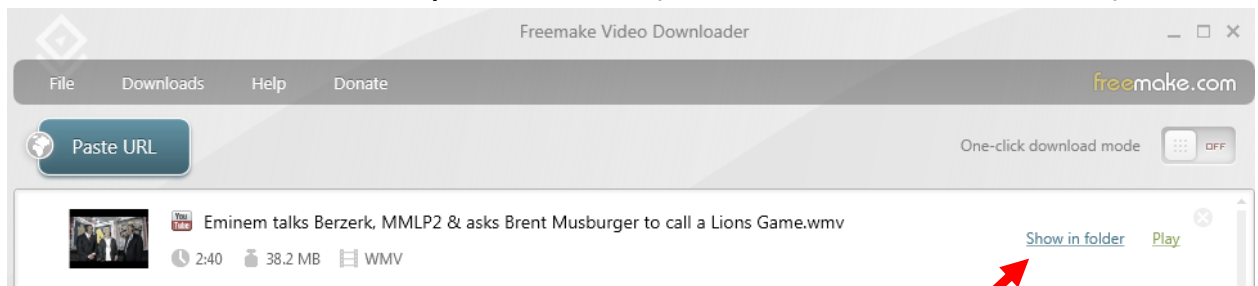 Freemake Video Downloader
File Downloads Help Donate freemake.com
Paste URL One-click download mode OFF
You Tube Eminem talks Berzerk, MMLP2 & asks Brent Musburger to call a Lions Game.wmv
Show in folder Play
2:40 38.2 MB WMV